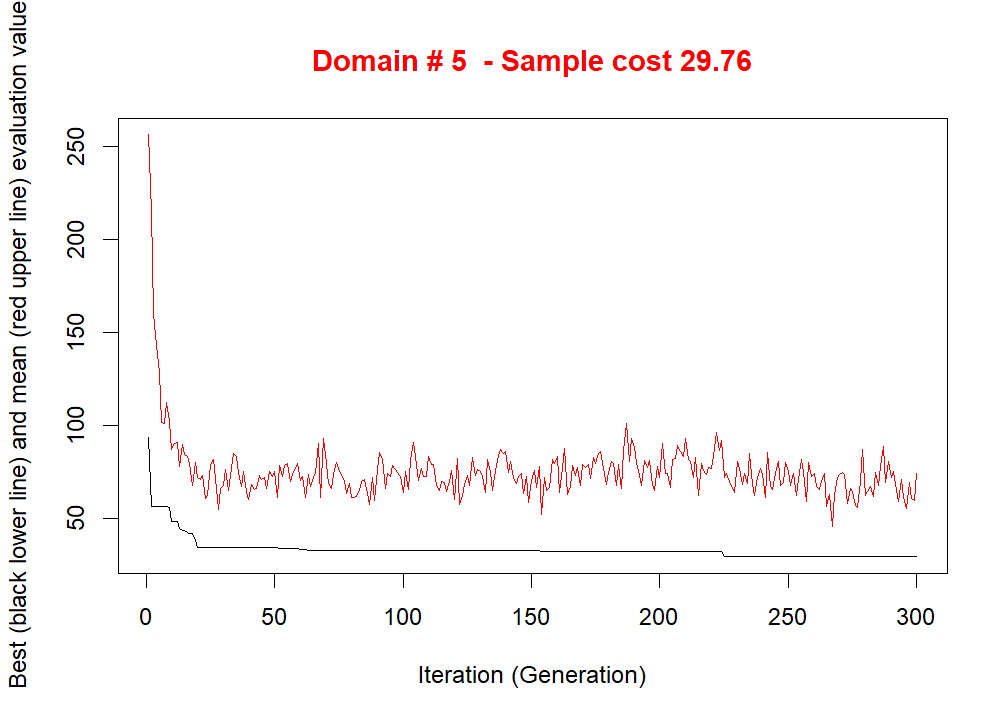 Domain # 5  - Sample cost 29.76
Best (black lower line) and mean (red upper line) evaluation value
250
200
150
100
50
0 50 100 150 200 250 300
Iteration (Generation)